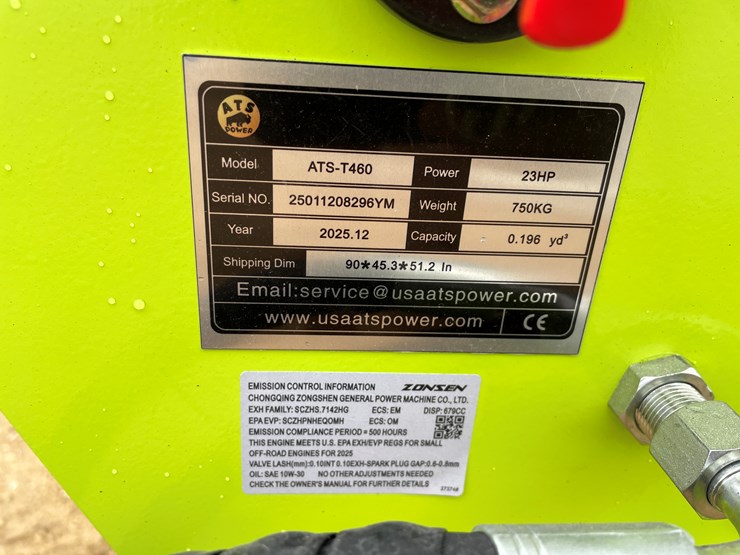 ATS
POWER
Model ATS-T460 Power 23HP
Serial NO. 25011208296YM Weight 750KG
Year 2025.12 Capacity 0.196 yd³
Shipping Dim 90*45.3*51.2 In
Email:service@usaatspower.com
www.usaatspower.com CE
EMISSION CONTROL INFORMATION ZONSEN
CHONGQING ZONGSHEN GENERAL POWER MACHINE CO., LTD.
EXH FAMILY: SCZHS.7142HG ECS: EM DISP: 679CC
EPA EVP: SCZHPNHEQOMH ECS: OM
EMISSION COMPLIANCE PERIOD = 500 HOURS
THIS ENGINE MEETS U.S. EPA EXH/EVP REGS FOR SMALL
OFF-ROAD ENGINES FOR 2025
VALVE LASH(mm):0.10INT 0.10EXH-SPARK PLUG GAP:0.6-0.8mm
OIL: SAE 10W-30 NO OTHER ADJUSTMENTS NEEDED
CHECK THE OWNER'S MANUAL FOR FURTHER DETAILS